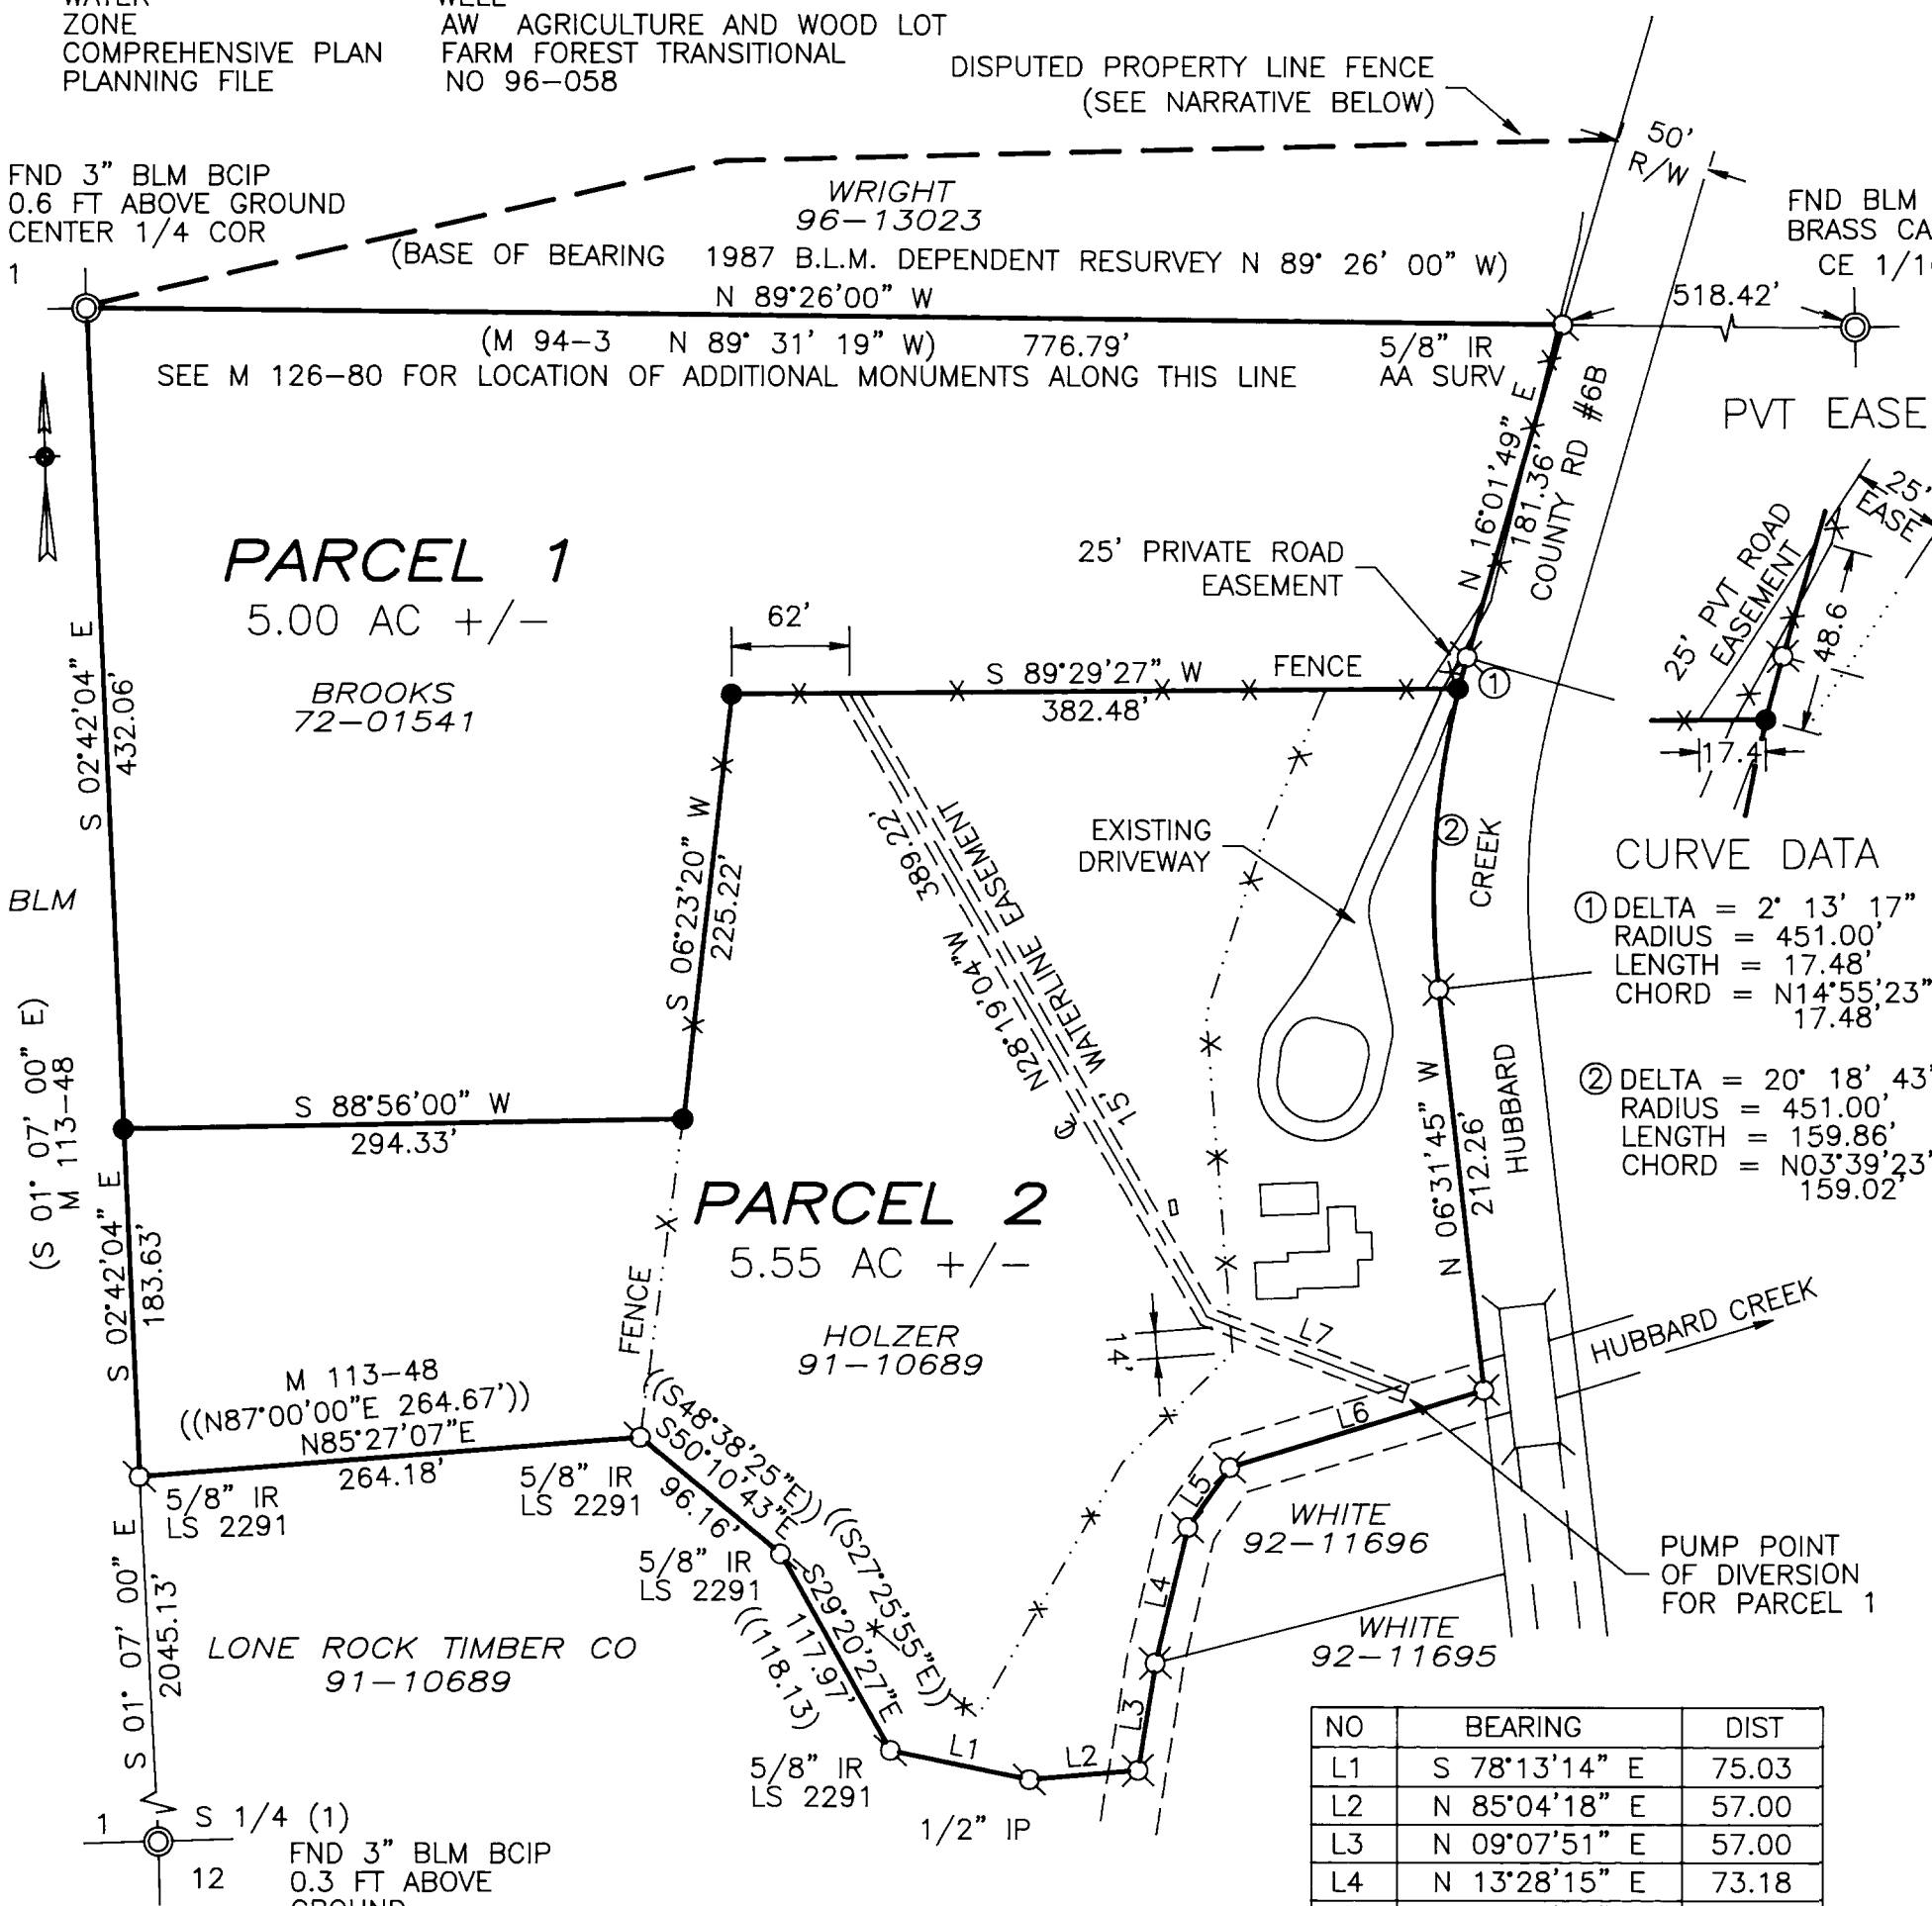 ZONE AW AGRICULTURE AND WOOD LOT
COMPREHENSIVE PLAN FARM FOREST TRANSITIONAL
PLANNING FILE NO 96-058
DISPUTED PROPERTY LINE FENCE
(SEE NARRATIVE BELOW)
50'
R/W
FND 3" BLM BCIP
0.6 FT ABOVE GROUND
CENTER 1/4 COR
1
WRIGHT
96-13023
FND BLM
BRASS
(BASE OF BEARING 1987 B.L.M. DEPENDENT RESURVEY N 89° 26' 00" W)
N 89°26'00" W
518.42'
(M 94-3 N 89° 31' 19" W) 776.79'
5/8" IR
AA SURV
SEE M 126-80 FOR LOCATION OF ADDITIONAL MONUMENTS ALONG THIS LINE
N 16°01'49" E
181.36'
COUNTY RD #6B
PVT EASE
25'
EASE
25' PVT ROAD
EASEMENT
48.6
17.4
25' PRIVATE ROAD
EASEMENT
PARCEL 1
5.00 AC +/-
BROOKS
72-01541
62'
S 89°29'27" W FENCE
382.48'
1
S 02°42'04" E
432.06'
S 06°23'20" W
225.22'
389.22'
N28°19'04"W
15' WATERLINE EASEMENT
EXISTING
DRIVEWAY
2
CREEK
HUBBARD
CURVE DATA
1 DELTA = 2° 13' 17"
RADIUS = 451.00'
LENGTH = 17.48'
CHORD = N14°55'23"
17.48'
2 DELTA = 20° 18' 43"
RADIUS = 451.00'
LENGTH = 159.86'
CHORD = N03°39'23"
159.02'
BLM
(S 01° 07' 00" E)
M 113-48
S 88°56'00" W
294.33'
N 06°31'45" W
212.26'
PARCEL 2
5.55 AC +/-
HOLZER
91-10689
FENCE
S 02°42'04" E
183.63'
14'
L7
L6
HUBBARD CREEK
M 113-48
((N87°00'00"E 264.67'))
N85°27'07"E
264.18'
5/8" IR
LS 2291
5/8" IR
LS 2291
((S48°38'25"E))
S50°10'43"E
96.16'
5/8" IR
LS 2291
((S27°25'55"E))
S29°20'27"E
117.97'
((118.13)
L5
WHITE
92-11696
L4
PUMP POINT
OF DIVERSION
FOR PARCEL 1
WHITE
92-11695
S 01° 07' 00" E
2045.13'
LONE ROCK TIMBER CO
91-10689
L3
L1
L2
5/8" IR
LS 2291
1/2" IP
1 S 1/4 (1)
12
FND 3" BLM BCIP
0.3 FT ABOVE
NO BEARING DIST
L1 S 78°13'14" E 75.03
L2 N 85°04'18" E 57.00
L3 N 09°07'51" E 57.00
L4 N 13°28'15" E 73.18